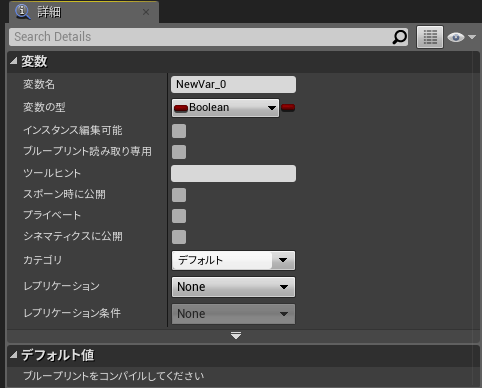 詳細
Search Details
変数
変数名 NewVar_0
変数の型 Boolean
インスタンス編集可能
ブループリント読み取り専用
ツールヒント
スポーン時に公開
プライベート
シネマティクスに公開
カテゴリ デフォルト
レプリケーション None
レプリケーション条件 None
デフォルト値
ブループリントをコンパイルしてください